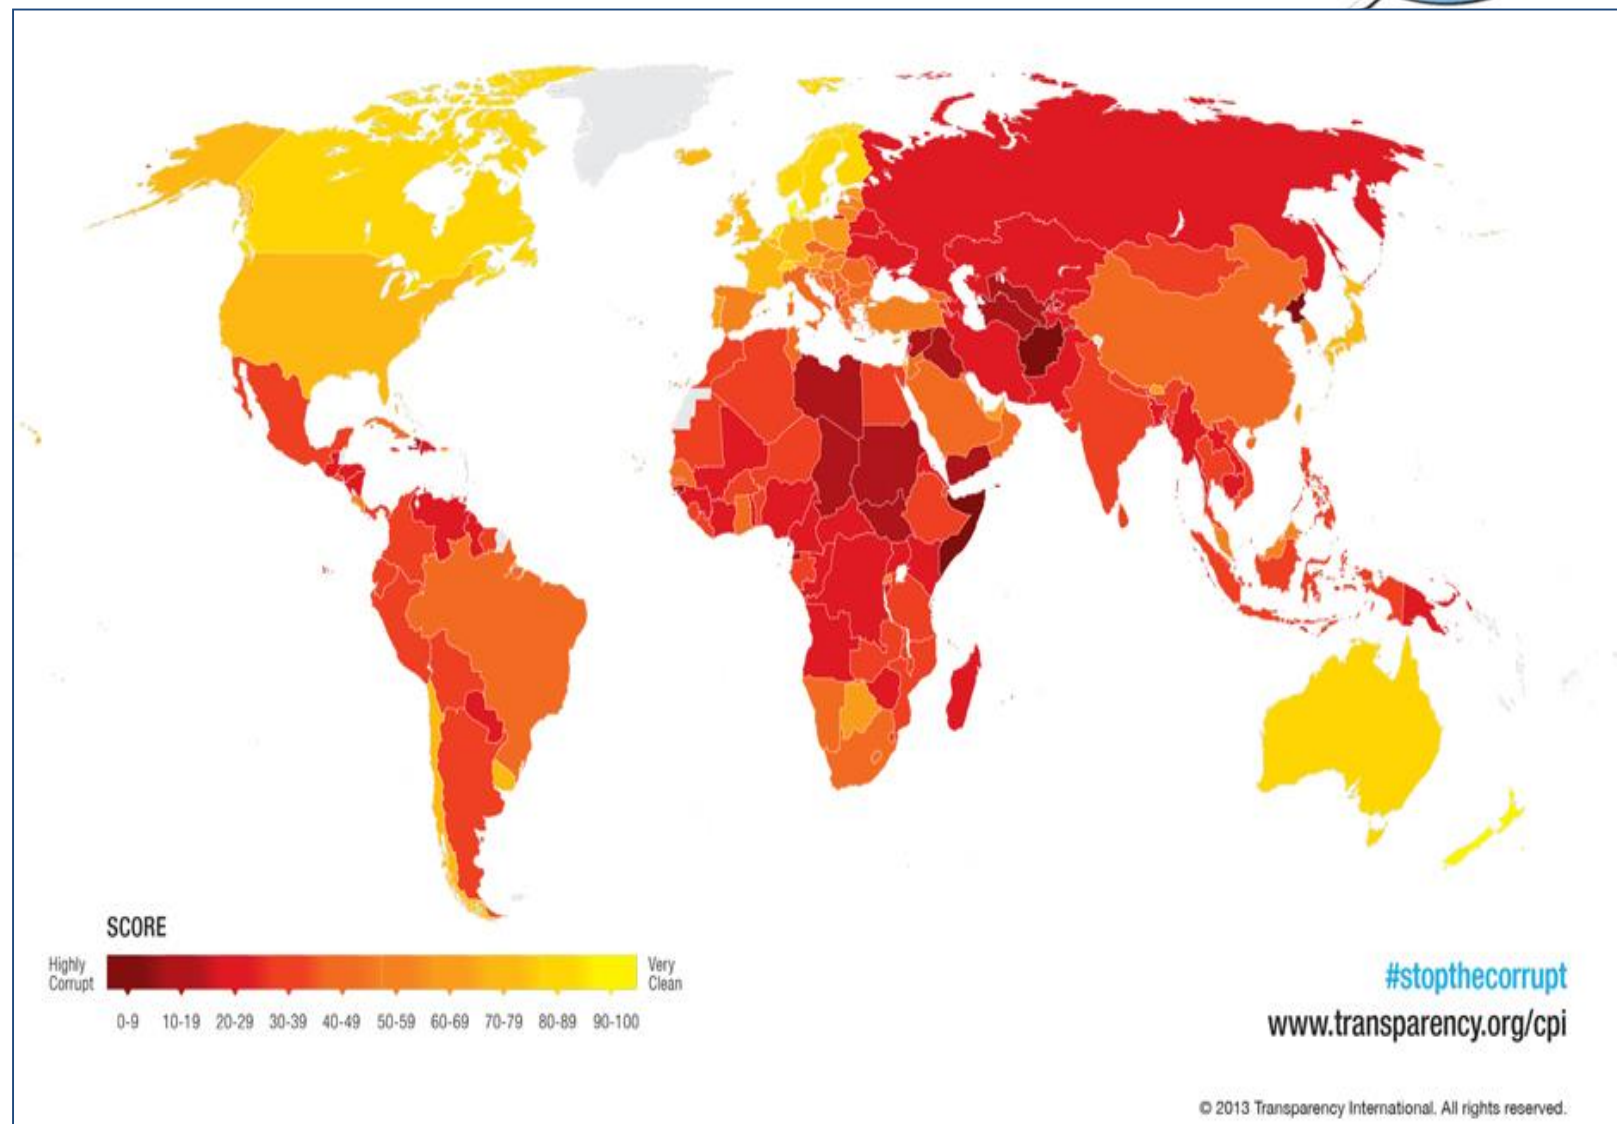 SCORE
Highly
Corrupt
Very
Clean
0-9 10-19 20-29 30-39 40-49 50-59 60-69 70-79 80-89 90-100
#stopthecorrupt
www.transparency.org/cpi
© 2013 Transparency International. All rights reserved.